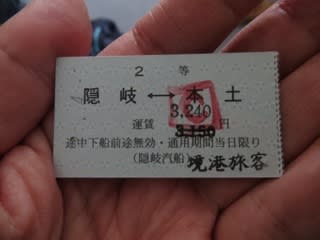 2 等
隠岐 ←→ 本土
3,240
運賃 3,150 円
途中下船前途無効・通用期間当日限り
(隠岐汽船) 境港旅客